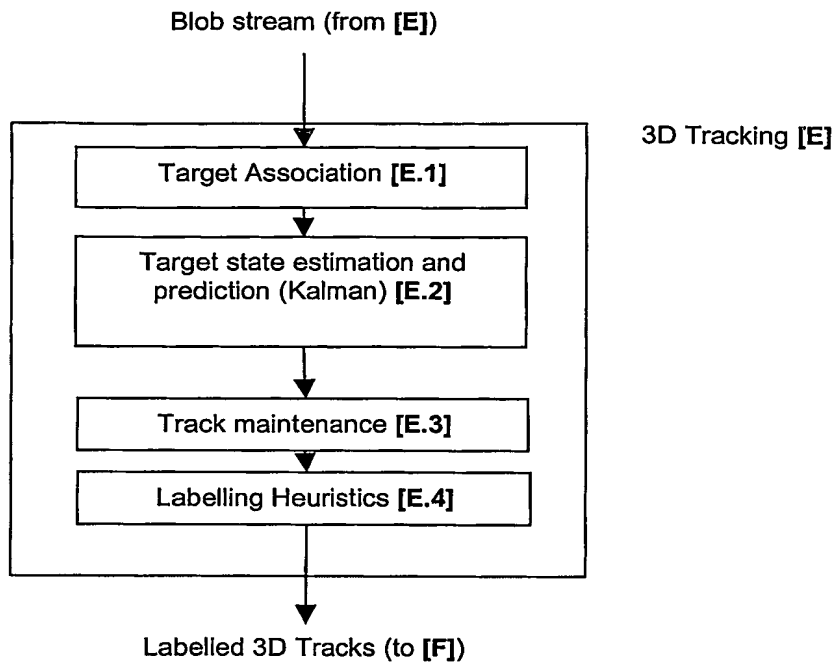 Blob stream (from [E])
3D Tracking [E]
Target Association [E.1]
Target state estimation and
prediction (Kalman) [E.2]
Track maintenance [E.3]
Labelling Heuristics [E.4]
Labelled 3D Tracks (to [F])